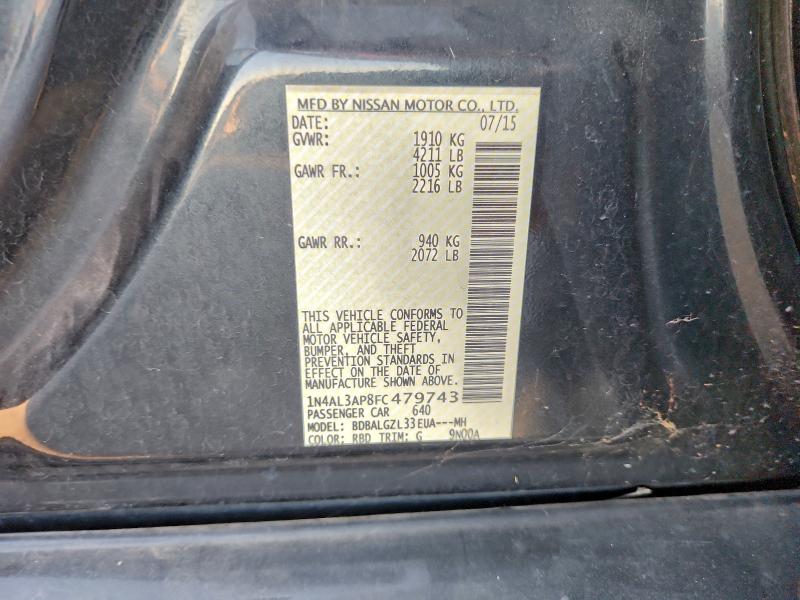 MFD BY NISSAN MOTOR CO., LTD.
DATE: 07/15
GVWR: 1910 KG
4211 LB
GAWR FR.: 1005 KG
2216 LB
GAWR RR.: 940 KG
2072 LB
THIS VEHICLE CONFORMS TO
ALL APPLICABLE FEDERAL
MOTOR VEHICLE SAFETY,
BUMPER, AND THEFT
PREVENTION STANDARDS IN
EFFECT ON THE DATE OF
MANUFACTURE SHOWN ABOVE.
1N4AL3AP8FC479743
PASSENGER CAR 640
MODEL: BDBALGZL33EUA---MH
COLOR: RBD TRIM: G 9N00A